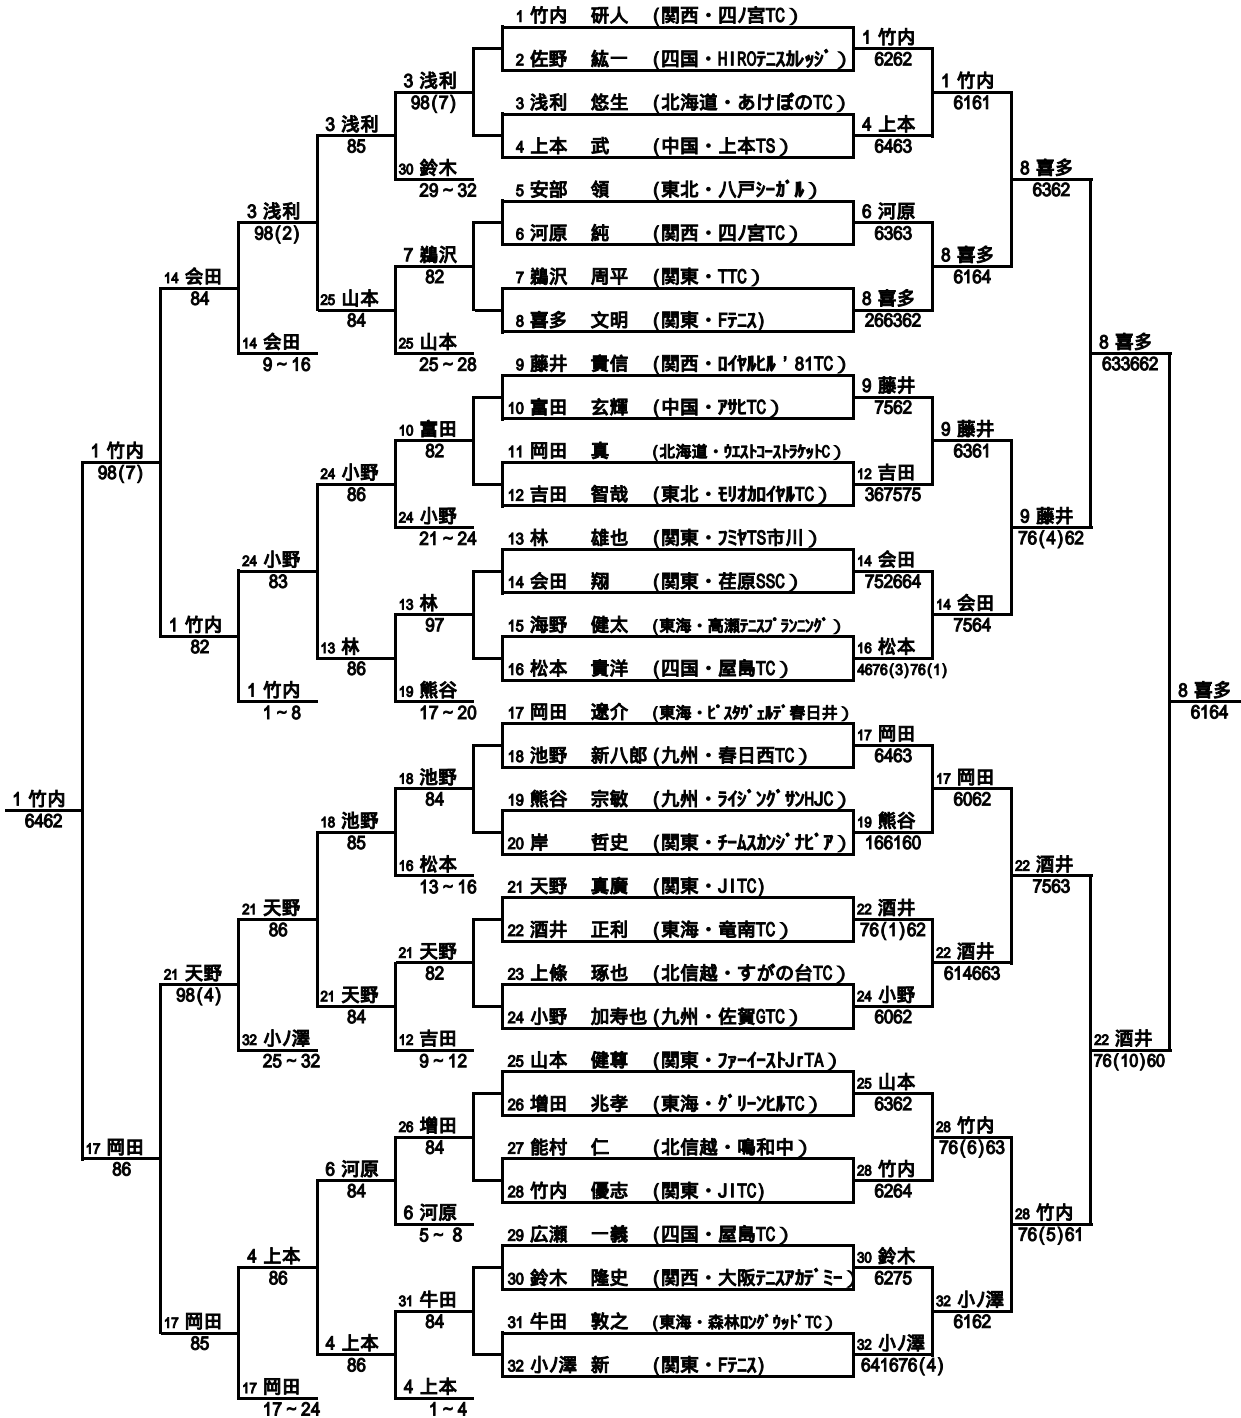 1 竹内 研人 (関西・四ノ宮TC)
1 竹内
2 佐野 紘一 (四国・HIROテニスカレッジ)
6262
3 浅利
1 竹内
98(7)
3 浅利 悠生 (北海道・あけぼのTC)
6161
3 浅利
4 上本
85
4 上本 武 (中国・上本TS)
6463
30 鈴木
8 喜多
29~32
5 安部 領 (東北・八戸シーガル)
6362
3 浅利
6 河原
98(2)
6 河原 純 (関西・四ノ宮TC)
6363
7 鵜沢
8 喜多
14 会田
82
7 鵜沢 周平 (関東・TTC)
6164
84
25 山本
8 喜多
84
8 喜多 文明 (関東・Fテニス)
266362
14 会田
25 山本
8 喜多
9~16
25~28
9 藤井 貴信 (関西・ロイヤルヒル'81TC)
633662
9 藤井
10 富田 玄輝 (中国・アサヒTC)
7562
10 富田
9 藤井
1 竹内
82
11 岡田 真 (北海道・ウエストコーストラケットC)
6361
98(7)
24 小野
12 吉田
86
12 吉田 智哉 (東北・モリオカロイヤルTC)
367575
24 小野
9 藤井
21~24
13 林 雄也 (関東・フミヤTS市川)
76(4)62
24 小野
14 会田
83
14 会田 翔 (関東・荏原SSC)
752664
13 林
14 会田
1 竹内
97
15 海野 健太 (東海・高瀬テニスプランニング)
7564
82
13 林
16 松本
86
16 松本 貴洋 (四国・屋島TC)
4676(3)76(1)
1 竹内
19 熊谷
8 喜多
1~8
17~20
17 岡田 遼介 (東海・ビスタヴェルデ春日井)
6164
17 岡田
18 池野 新八郎 (九州・春日西TC)
6463
18 池野
17 岡田
1 竹内
84
19 熊谷 宗敏 (九州・ライジングサンHJC)
6062
6462
18 池野
19 熊谷
85
20 岸 哲史 (関東・チームスカンジナビア)
166160
16 松本
22 酒井
13~16
21 天野 真廣 (関東・JITC)
7563
21 天野
22 酒井
86
22 酒井 正利 (東海・竜南TC)
76(1)62
21 天野
22 酒井
21 天野
82
23 上條 琢也 (北信越・すがの台TC)
614663
98(4)
21 天野
24 小野
84
24 小野 加寿也 (九州・佐賀GTC)
6062
32 小ノ澤
12 吉田
22 酒井
25~32
9~12
25 山本 健尊 (関東・ファーイーストJrTA)
76(10)60
25 山本
26 増田 兆孝 (東海・グリーンヒルTC)
6362
26 増田
28 竹内
17 岡田
84
27 能村 仁 (北信越・鳴和中)
76(6)63
86
6 河原
28 竹内
84
28 竹内 優志 (関東・JITC)
6264
6 河原
28 竹内
5~ 8
29 広瀬 一義 (四国・屋島TC)
76(5)61
4 上本
30 鈴木
86
30 鈴木 隆史 (関西・大阪テニスアカデミー)
6275
31 牛田
32 小ノ澤
17 岡田
84
31 牛田 敦之 (東海・森林ロングウッドTC)
6162
85
4 上本
32 小ノ澤
86
32 小ノ澤 新 (関東・Fテニス)
641676(4)
17 岡田
4 上本
17~24
1~4